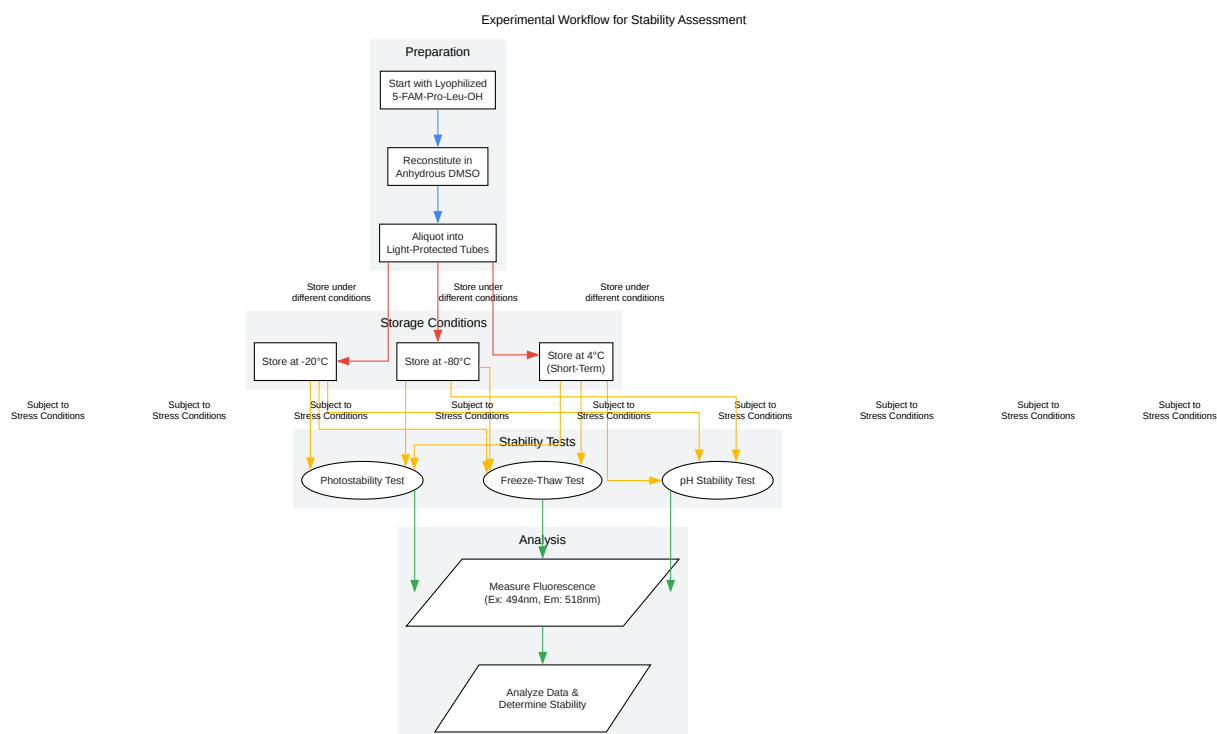 Experimental Workflow for Stability Assessment
Preparation
Start with Lyophilized
5-FAM-Pro-Leu-OH
Reconstitute in
Anhydrous DMSO
Aliquot into
Light-Protected Tubes
Store under
different conditions
Store under
different conditions
Store under
different conditions
Storage Conditions
Store at -20°C
Store at -80°C
Store at 4°C
(Short-Term)
Subject to
Stress Conditions
Subject to
Stress Conditions
Subject to
Stress Conditions
Subject to
Stress Conditions
Subject to
Stress Conditions
Subject to
Stress Conditions
Subject to
Stress Conditions
Subject to
Stress Conditions
Subject to
Stress Conditions
Stability Tests
Photostability Test
Freeze-Thaw Test
pH Stability Test
Analysis
Measure Fluorescence
(Ex: 494nm, Em: 518nm)
Analyze Data &
Determine Stability